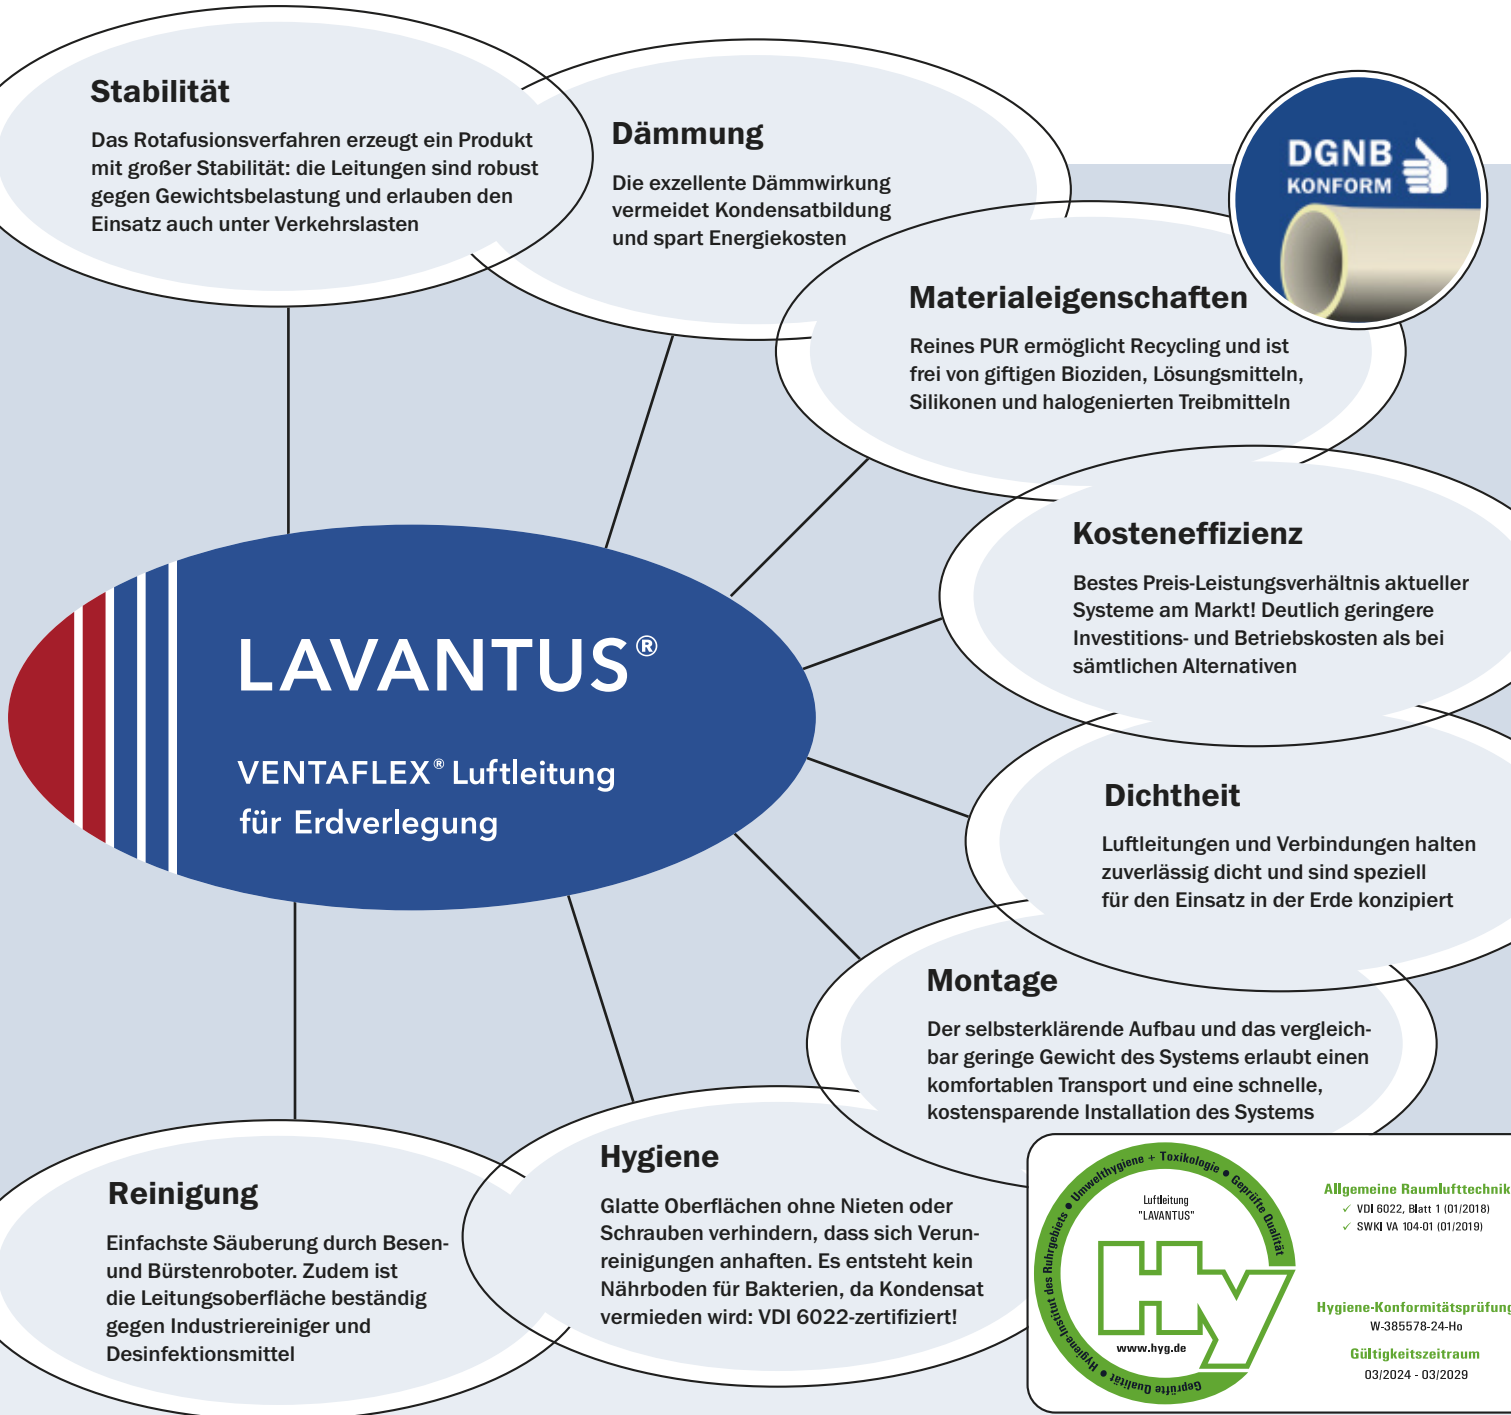 Stabilität
Das Rotafusionsverfahren erzeugt ein Produkt
mit großer Stabilität: die Leitungen sind robust
gegen Gewichtsbelastung und erlauben den
Einsatz auch unter Verkehrslasten
Dämmung
Die exzellente Dämmwirkung
vermeidet Kondensatbildung
und spart Energiekosten
DGNB
KONFORM
Materialeigenschaften
Reines PUR ermöglicht Recycling und ist
frei von giftigen Bioziden, Lösungsmitteln,
Silikonen und halogenierten Treibmitteln
Kosteneffizienz
Bestes Preis-Leistungsverhältnis aktueller
Systeme am Markt! Deutlich geringere
Investitions- und Betriebskosten als bei
sämtlichen Alternativen
LAVANTUS®
VENTAFLEX® Luftleitung
für Erdverlegung
Dichtheit
Luftleitungen und Verbindungen halten
zuverlässig dicht und sind speziell
für den Einsatz in der Erde konzipiert
Montage
Der selbsterklärende Aufbau und das vergleich-
bar geringe Gewicht des Systems erlaubt einen
komfortablen Transport und eine schnelle,
kostensparende Installation des Systems
Hygiene
Glatte Oberflächen ohne Nieten oder
Schrauben verhindern, dass sich Verun-
reinigungen anhaften. Es entsteht kein
Nährboden für Bakterien, da Kondensat
vermieden wird: VDI 6022-zertifiziert!
Reinigung
Einfachste Säuberung durch Besen-
und Bürstenroboter. Zudem ist
die Leitungsoberfläche beständig
gegen Industriereiniger und
Desinfektionsmittel
Hygiene-Institut des Ruhrgebiets • Umwelthygiene + Toxikologie • Geprüfte Qualität
Geprüfte Qualität •
Luftleitung
"LAVANTUS"
Hy
www.hyg.de
Allgemeine Raumlufttechnik
✓ VDI 6022, Blatt 1 (01/2018)
✓ SWKI VA 104-01 (01/2019)
Hygiene-Konformitätsprüfung
W-385578-24-Ho
Gültigkeitszeitraum
03/2024 - 03/2029